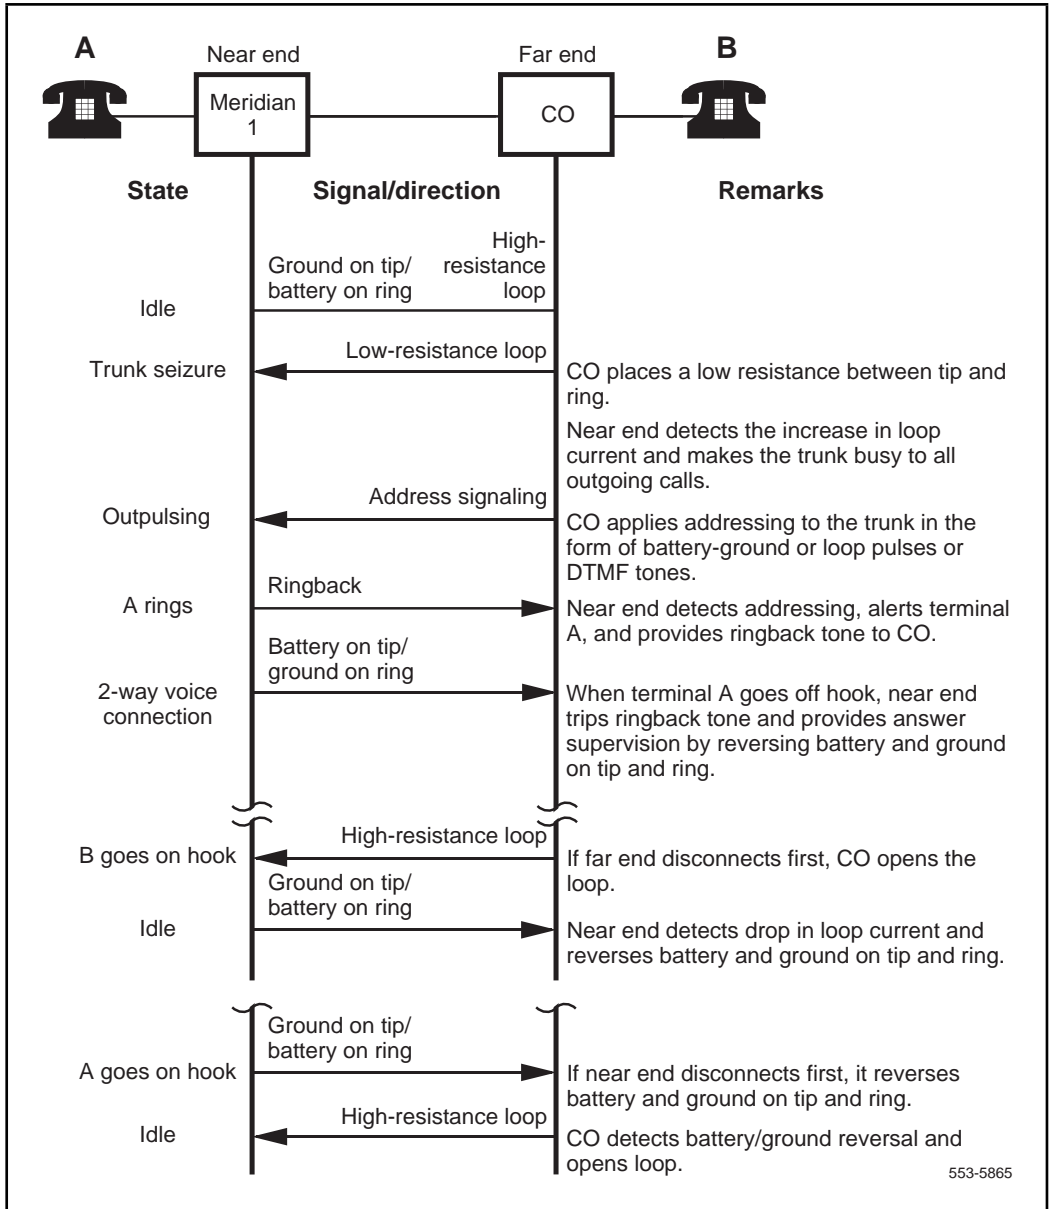 A
Near end
Far end
B
Meridian
1
CO
State
Signal/direction
Remarks
Ground on tip/
battery on ring
High-
resistance
loop
Idle
Low-resistance loop
Trunk seizure
CO places a low resistance between tip and
ring.
Near end detects the increase in loop
current and makes the trunk busy to all
outgoing calls.
Address signaling
Outpulsing
CO applies addressing to the trunk in the
form of battery-ground or loop pulses or
DTMF tones.
Ringback
A rings
Near end detects addressing, alerts terminal
A, and provides ringback tone to CO.
Battery on tip/
ground on ring
2-way voice
connection
When terminal A goes off hook, near end
trips ringback tone and provides answer
supervision by reversing battery and ground
on tip and ring.
High-resistance loop
B goes on hook
If far end disconnects first, CO opens the
loop.
Ground on tip/
battery on ring
Idle
Near end detects drop in loop current and
reverses battery and ground on tip and ring.
Ground on tip/
battery on ring
A goes on hook
If near end disconnects first, it reverses
battery and ground on tip and ring.
High-resistance loop
Idle
CO detects battery/ground reversal and
opens loop.
553-5865